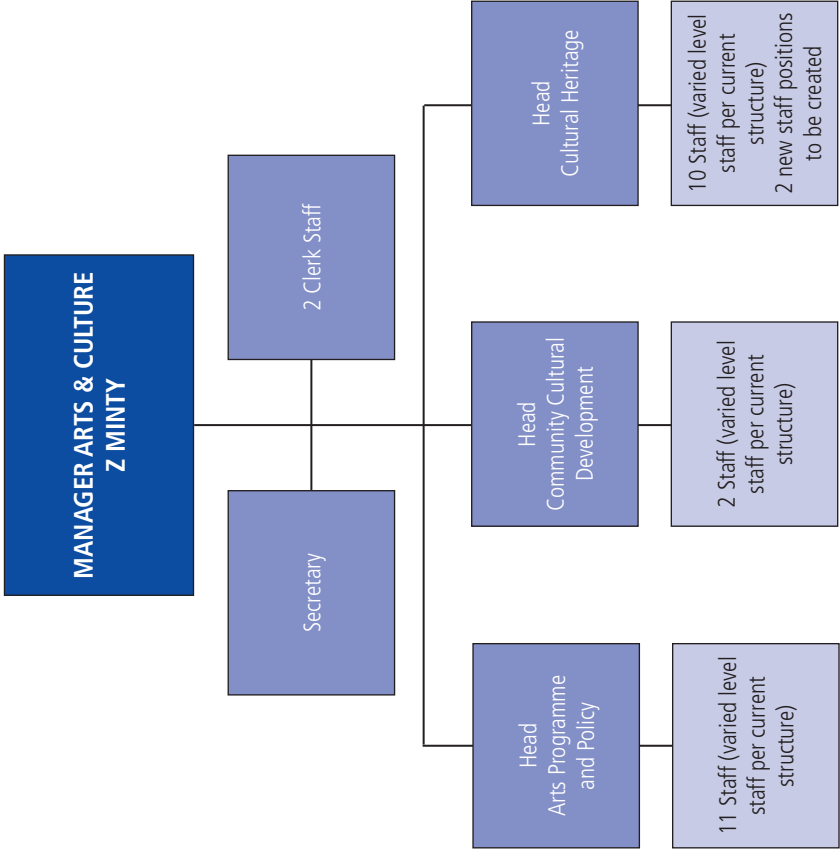 MANAGER ARTS & CULTURE
Z MINTY
Secretary
2 Clerk Staff
Head
Arts Programme
and Policy
Head
Community Cultural
Development
Head
Cultural Heritage
11 Staff (varied level
staff per current
structure)
2 Staff (varied level
staff per current
structure)
10 Staff (varied level
staff per current
structure)
2 new staff positions
to be created